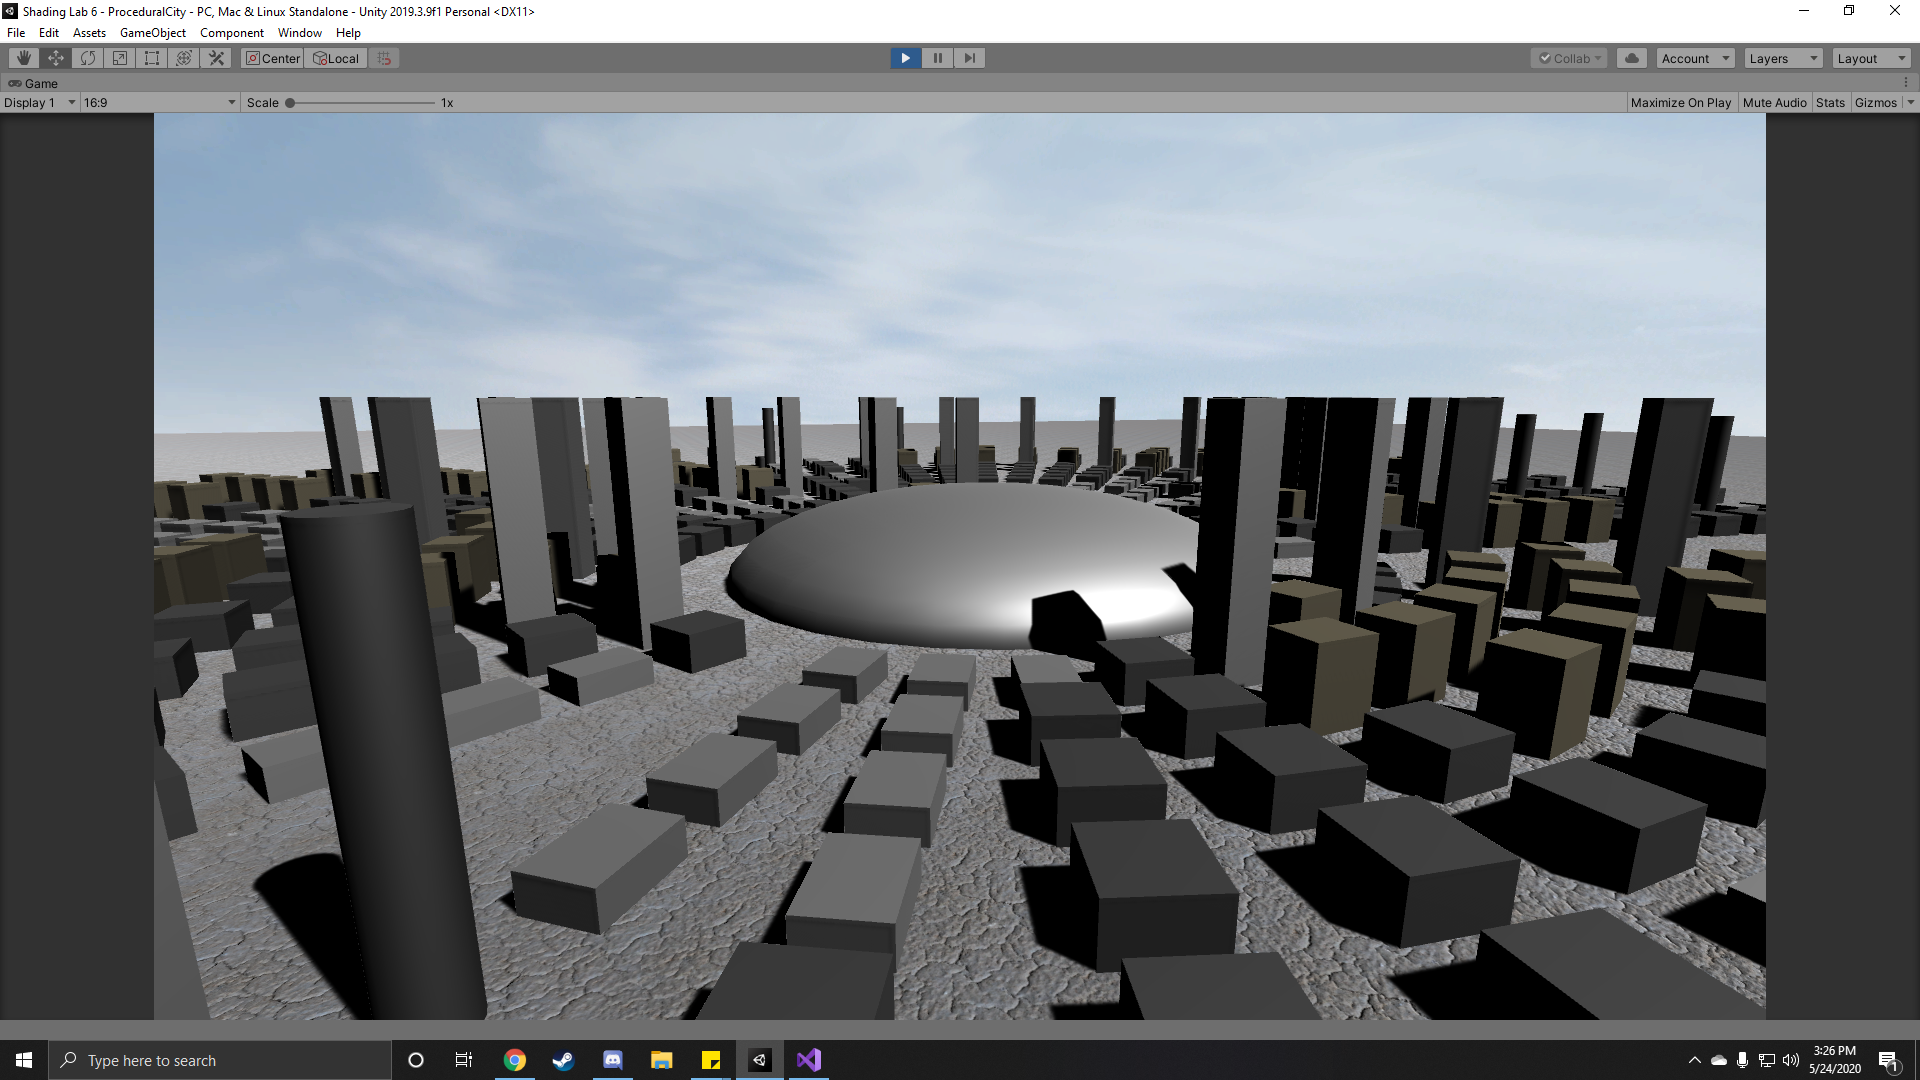 Shading Lab 6 - ProceduralCity - PC, Mac & Linux Standalone - Unity 2019.3.9f1 Personal <DX11>
File Edit Assets GameObject Component Window Help
Center Local Collab Account Layers Layout
Game
Display 1 16:9 Scale 1x Maximize On Play Mute Audio Stats Gizmos
Type here to search
3:26 PM
5/24/2020
1